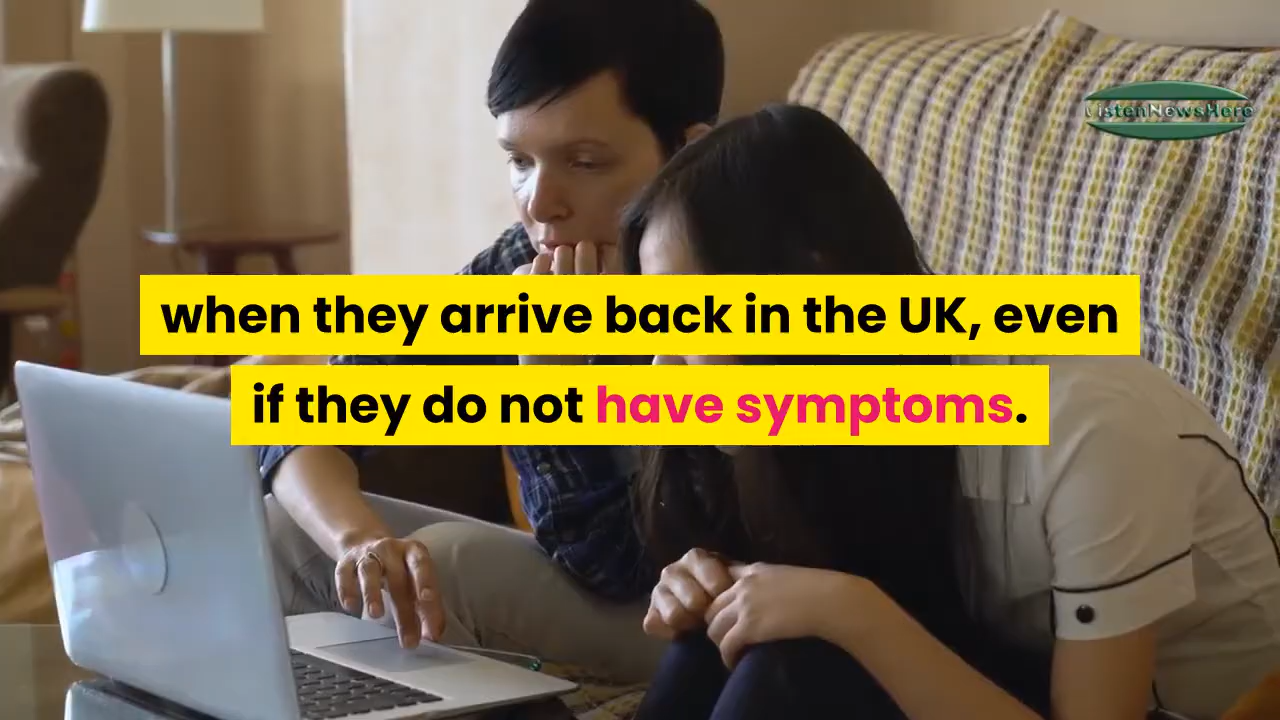 ListenNewsHere
when they arrive back in the UK, even
if they do not have symptoms.